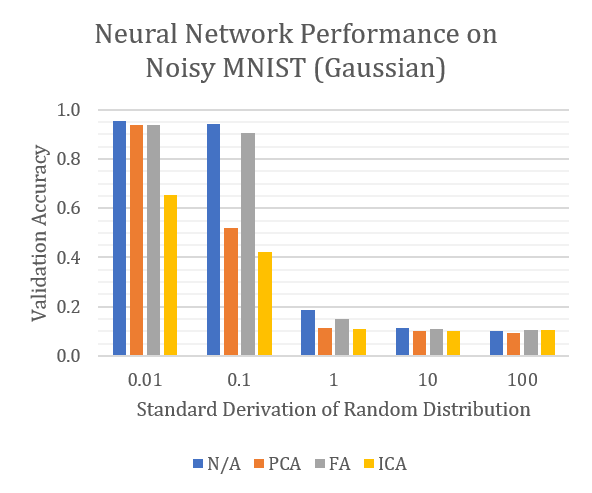 Neural Network Performance on
Noisy MNIST (Gaussian)
1.0
0.8
0.6
0.4
0.2
0.0
Validation Accuracy
0.01 0.1 1 10 100
Standard Derivation of Random Distribution
N/A PCA FA ICA